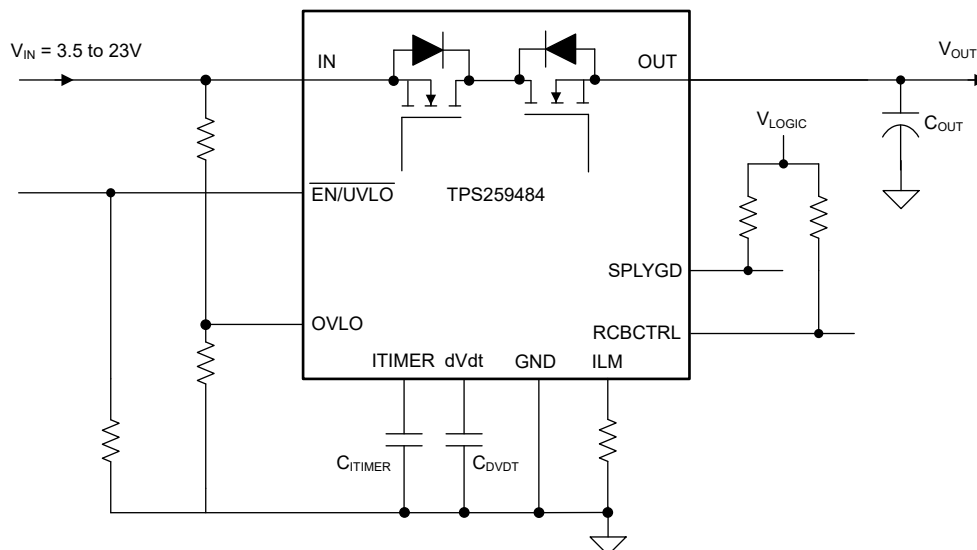 V_IN = 3.5 to 23V
IN
OUT
V_OUT
V_LOGIC
C_OUT
EN/UVLO
TPS259484
SPLYGD
OVLO
RCBCTRL
ITIMER dVdt GND ILM
C_ITIMER
C_DVDT